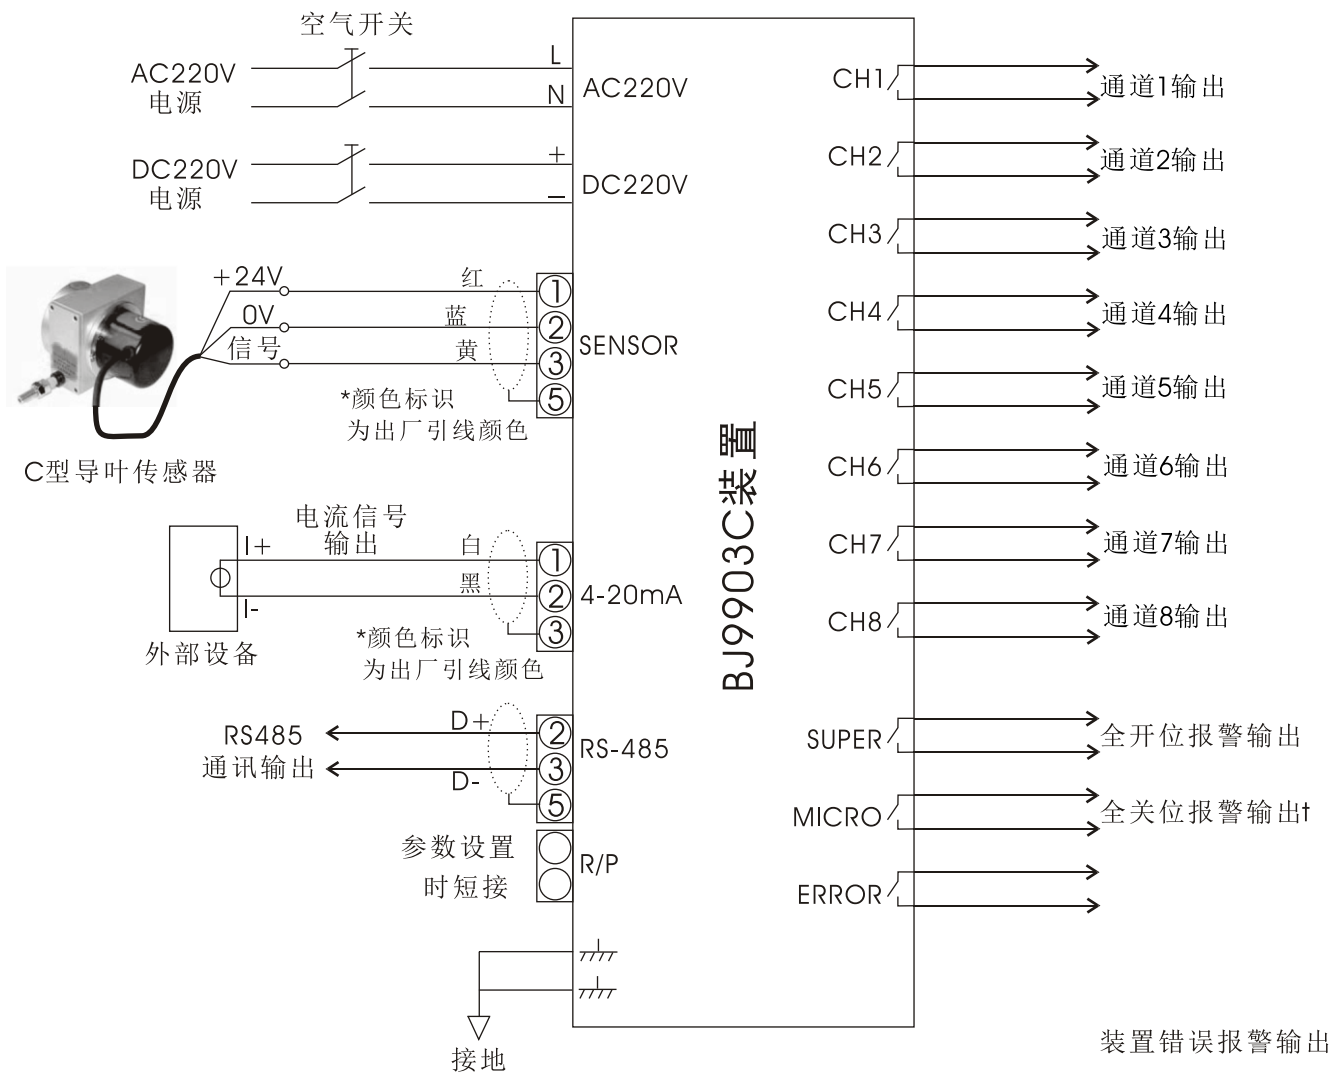 空气开关
AC220V
电源
L
N
AC220V
DC220V
电源
+
−
DC220V
+24V
0V
信号
红
蓝
黄
1
2
3
5
SENSOR
*颜色标识
为出厂引线颜色
C型导叶传感器
电流信号
输出
I+
I-
白
黑
1
2
3
4-20mA
*颜色标识
为出厂引线颜色
外部设备
RS485
通讯输出
D+
D-
2
3
5
RS-485
参数设置
时短接
R/P
接地
BJ9903C装置
CH1
通道1输出
CH2
通道2输出
CH3
通道3输出
CH4
通道4输出
CH5
通道5输出
CH6
通道6输出
CH7
通道7输出
CH8
通道8输出
SUPER
全开位报警输出
MICRO
全关位报警输出t
ERROR
装置错误报警输出